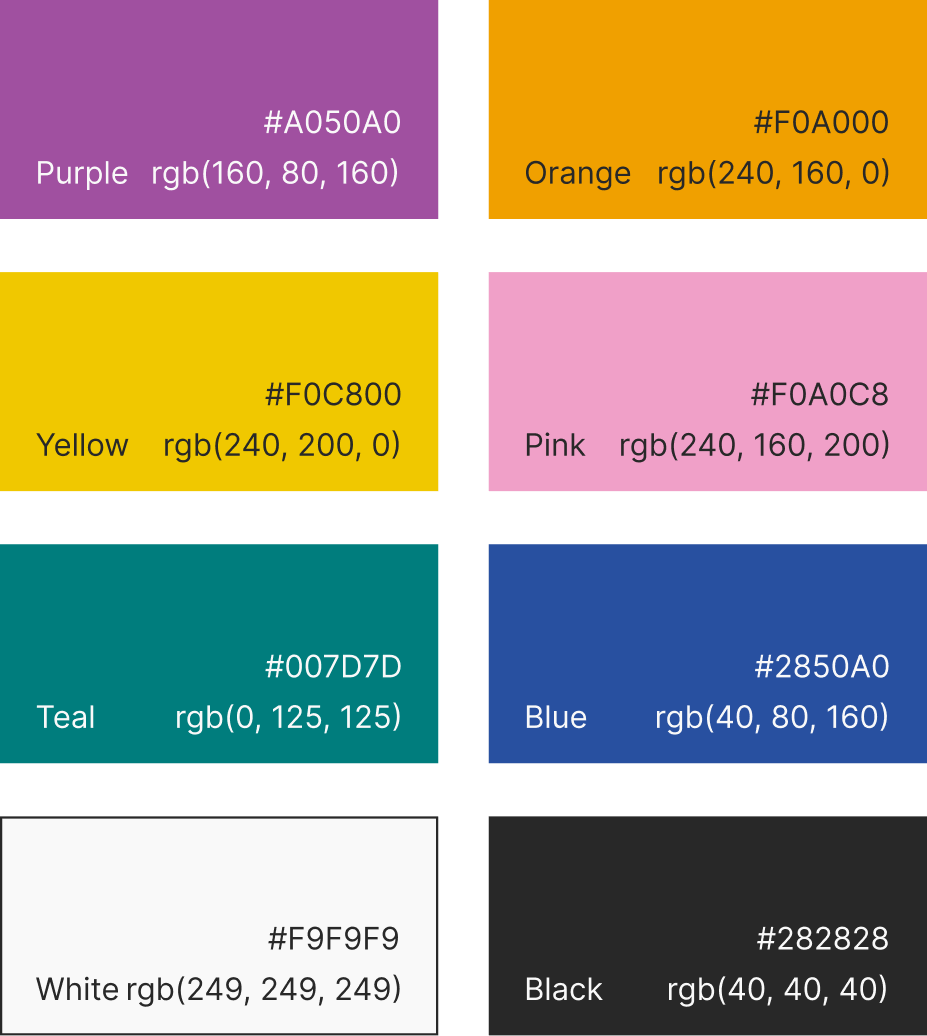 #A050A0
Purple rgb(160, 80, 160)
#F0A000
Orange rgb(240, 160, 0)
#F0C800
Yellow rgb(240, 200, 0)
#F0A0C8
Pink rgb(240, 160, 200)
#007D7D
Teal rgb(0, 125, 125)
#2850A0
Blue rgb(40, 80, 160)
#F9F9F9
White rgb(249, 249, 249)
#282828
Black rgb(40, 40, 40)